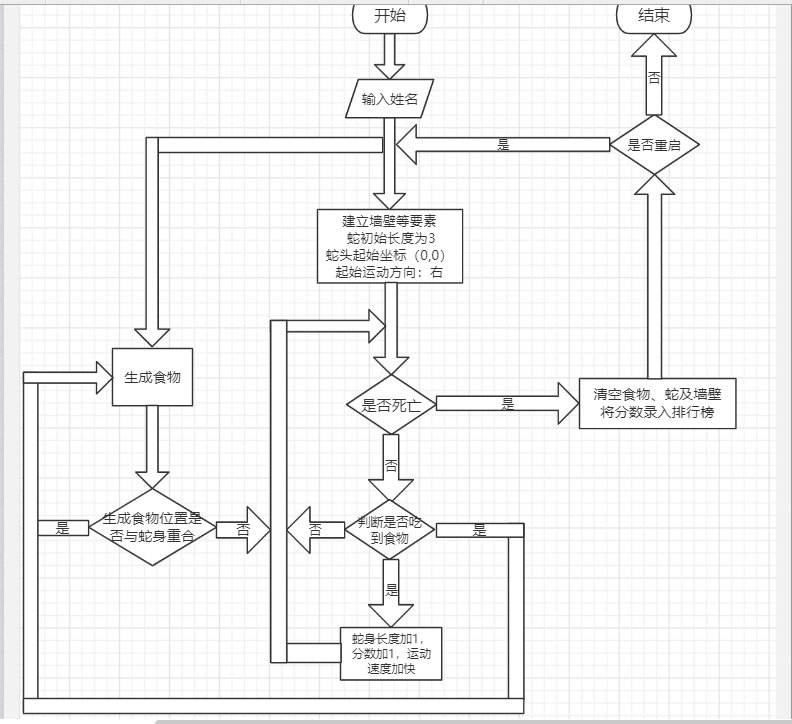 开始
结束
否
输入姓名
是
是否重启
建立墙壁等要素
蛇初始长度为3
蛇头起始坐标（0,0）
起始运动方向：右
生成食物
是否死亡
是
清空食物、蛇及墙壁
将分数录入排行榜
否
生成食物位置是
否与蛇身重合
是
否
否
判断是否吃
到食物
是
是
蛇身长度加1，
分数加1，运动
速度加快